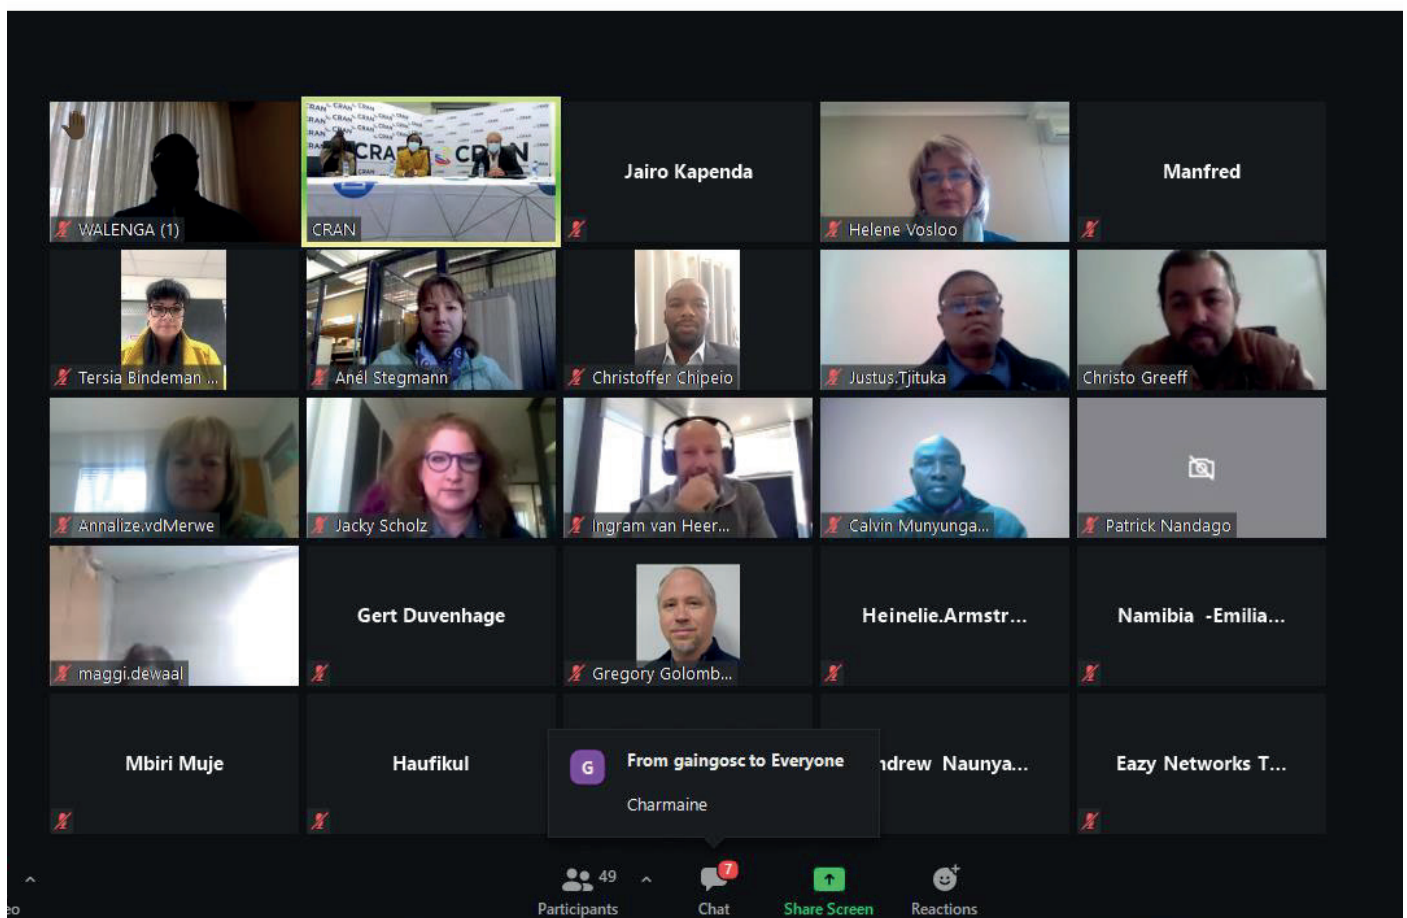 CRAN
CRAN
WALENGA (1)
CRAN
Jairo Kapenda
Helene Vosloo
Manfred
Tersia Bindeman ...
Anél Stegmann
Christoffer Chipeio
Justus.Tjituka
Christo Greeff
Annalize.vdMerwe
Jacky Scholz
Ingram van Heer...
Calvin Munyunga...
Patrick Nandago
maggi.dewaal
Gert Duvenhage
Gregory Golomb...
Heinelie.Armstr...
Namibia -Emilia...
Mbiri Muje
Haufikul
G
From gaingosc to Everyone
Charmaine
ndrew Naunya...
Eazy Networks T...
eo
49
Participants
7
Chat
Share Screen
Reactions